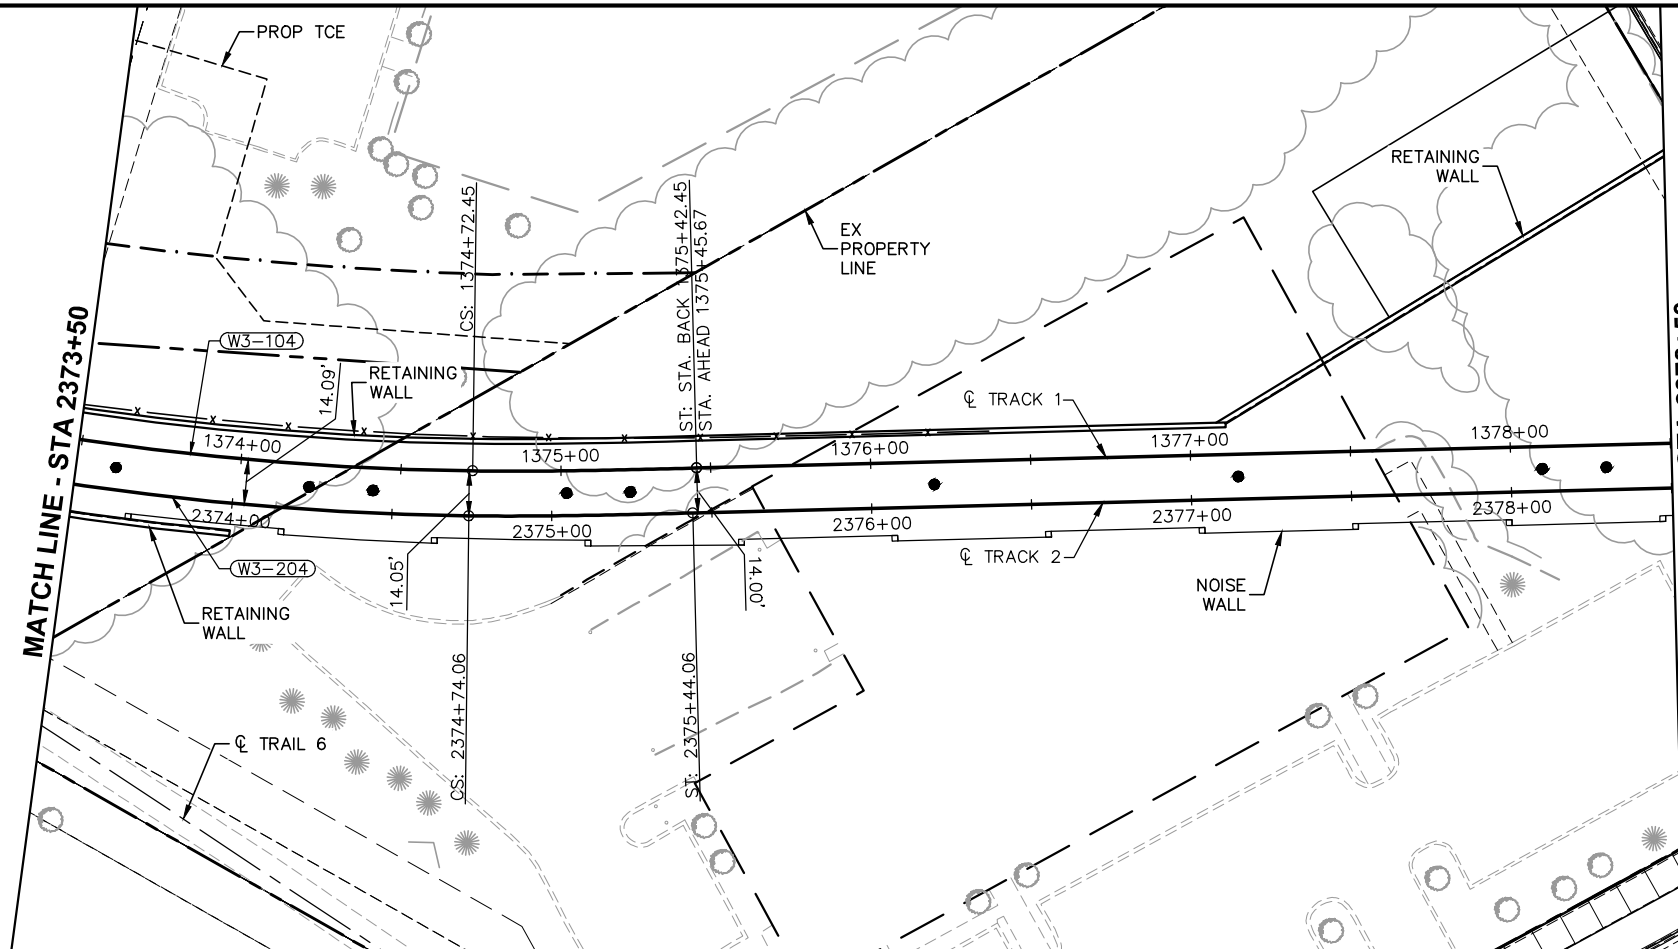 PROP TCE
CS: 1374+72.45
ST: STA. BACK 1375+42.45
STA. AHEAD 1375+45.67
EX
PROPERTY
LINE
RETAINING
WALL
MATCH LINE - STA 2373+50
W3-104
14.09'
RETAINING
WALL
℄ TRACK 1
1374+00
1375+00
1376+00
1377+00
1378+00
2374+00
2375+00
2376+00
2377+00
2378+00
℄ TRACK 2
W3-204
14.05'
14.00'
NOISE
WALL
RETAINING
WALL
CS: 2374+74.06
ST: 2375+44.06
℄ TRAIL 6